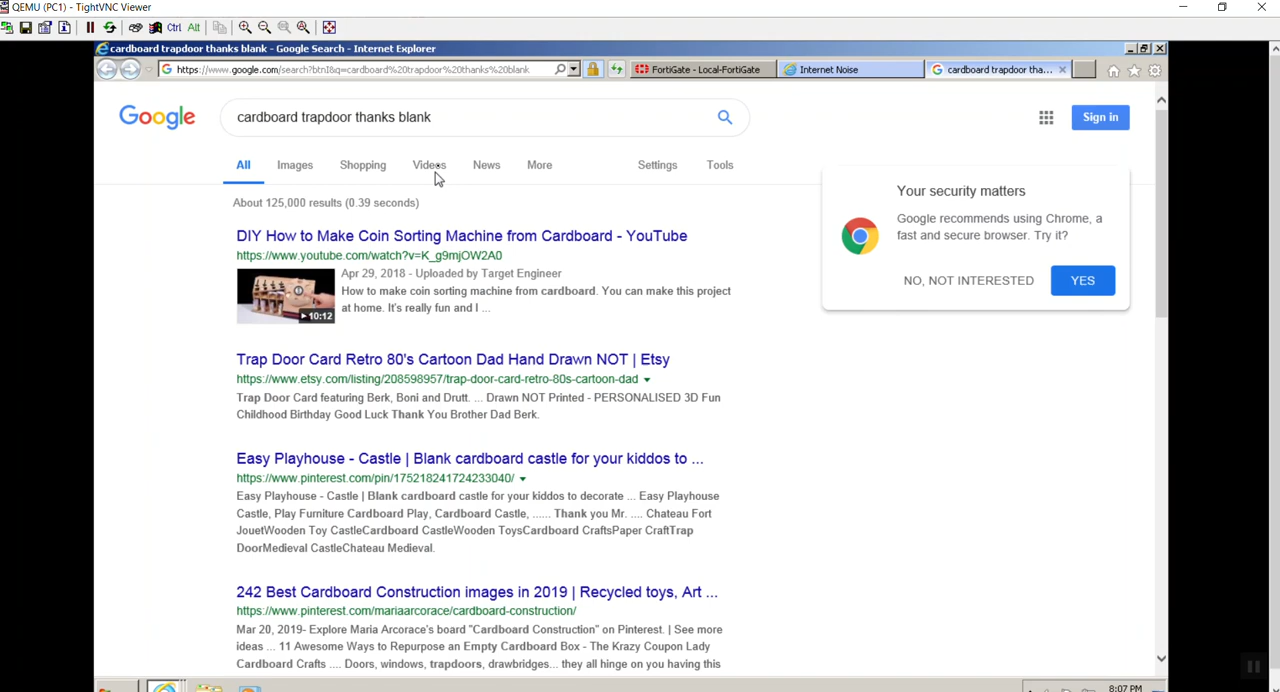 QEMU (PC1) - TightVNC Viewer
Ctrl Alt
cardboard trapdoor thanks blank - Google Search - Internet Explorer
https://www.google.com/search?btnI&q=cardboard%20trapdoor%20thanks%20blank
FortiGate - Local-FortiGate
Internet Noise
cardboard trapdoor tha...
Google
cardboard trapdoor thanks blank
Sign in
All Images Shopping Videos News More Settings Tools
About 125,000 results (0.39 seconds)
Your security matters
Google recommends using Chrome, a
fast and secure browser. Try it?
NO, NOT INTERESTED YES
DIY How to Make Coin Sorting Machine from Cardboard - YouTube
https://www.youtube.com/watch?v=K_g9mjOW2A0
Apr 29, 2018 - Uploaded by Target Engineer
How to make coin sorting machine from cardboard. You can make this project
at home. It's really fun and I ...
10:12
Trap Door Card Retro 80's Cartoon Dad Hand Drawn NOT | Etsy
https://www.etsy.com/listing/208598957/trap-door-card-retro-80s-cartoon-dad
Trap Door Card featuring Berk, Boni and Drutt. ... Drawn NOT Printed - PERSONALISED 3D Fun
Childhood Birthday Good Luck Thank You Brother Dad Berk.
Easy Playhouse - Castle | Blank cardboard castle for your kiddos to ...
https://www.pinterest.com/pin/175218241724233040/
Easy Playhouse - Castle | Blank cardboard castle for your kiddos to decorate ... Easy Playhouse
Castle, Play Furniture Cardboard Play, Cardboard Castle, ...... Thank you Mr. .... Chateau Fort
JouetWooden Toy CastleCardboard CastleWooden ToysCardboard CraftsPaper CraftTrap
DoorMedieval CastleChateau Medieval.
242 Best Cardboard Construction images in 2019 | Recycled toys, Art ...
https://www.pinterest.com/mariaarcorace/cardboard-construction/
Mar 20, 2019- Explore Maria Arcorace's board "Cardboard Construction" on Pinterest. | See more
ideas ... 11 Awesome Ways to Repurpose an Empty Cardboard Box - The Krazy Coupon Lady
Cardboard Crafts .... Doors, windows, trapdoors, drawbridges... they all hinge on you having this
8:07 PM